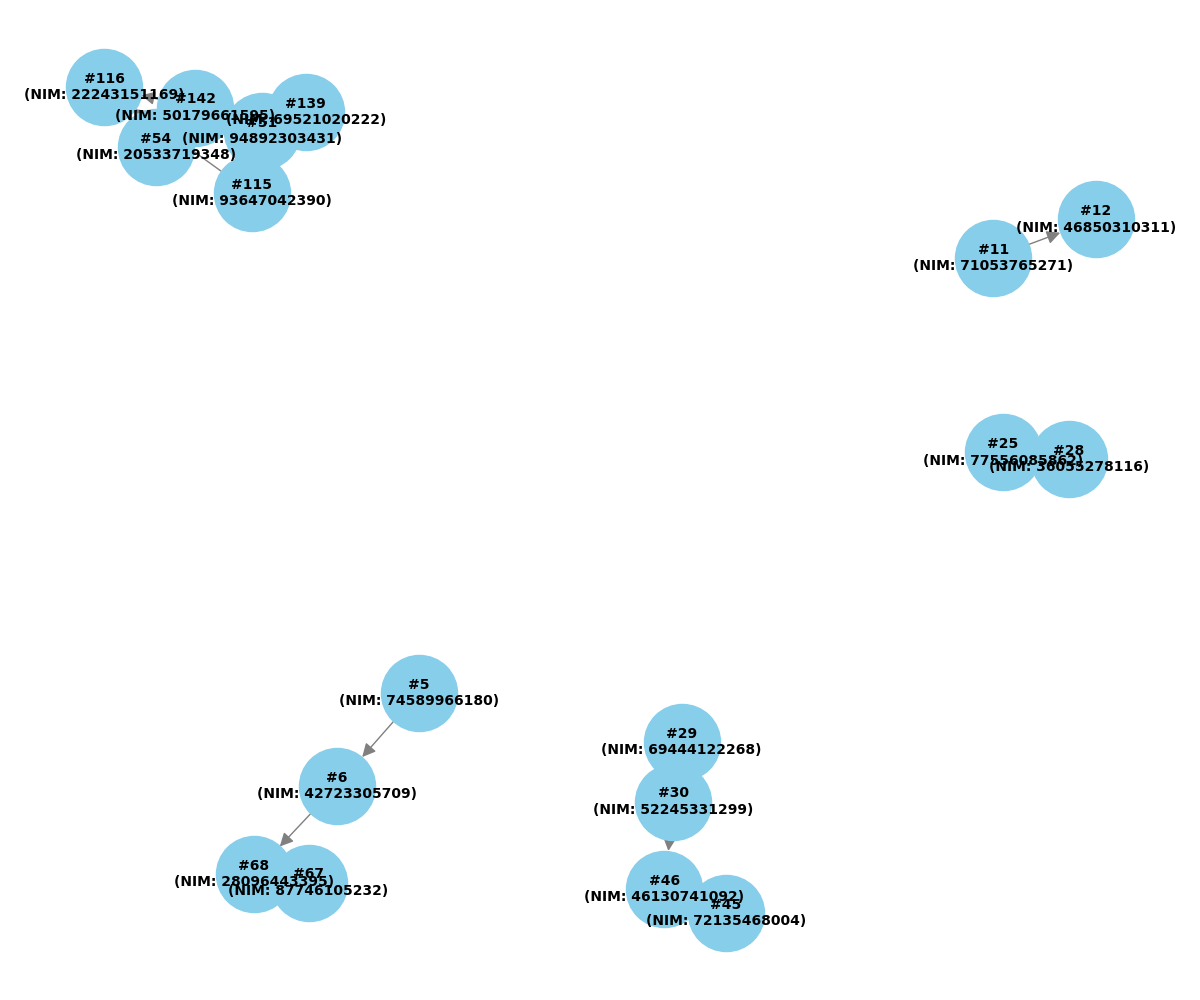 #116
(NIM: 22243151169)
#142
(NIM: 50179661595)
#139
(NIM: 69521020222)
#51
(NIM: 94892303431)
#54
(NIM: 20533719348)
#115
(NIM: 93647042390)
#12
(NIM: 46850310311)
#11
(NIM: 71053765271)
#25
(NIM: 77556085862)
#28
(NIM: 36055278116)
#5
(NIM: 74589966180)
#29
(NIM: 69444122268)
#6
(NIM: 42723305709)
#30
(NIM: 52245331299)
#68
(NIM: 28096443395)
#67
(NIM: 87746105232)
#46
(NIM: 46130741092)
#45
(NIM: 72135468004)